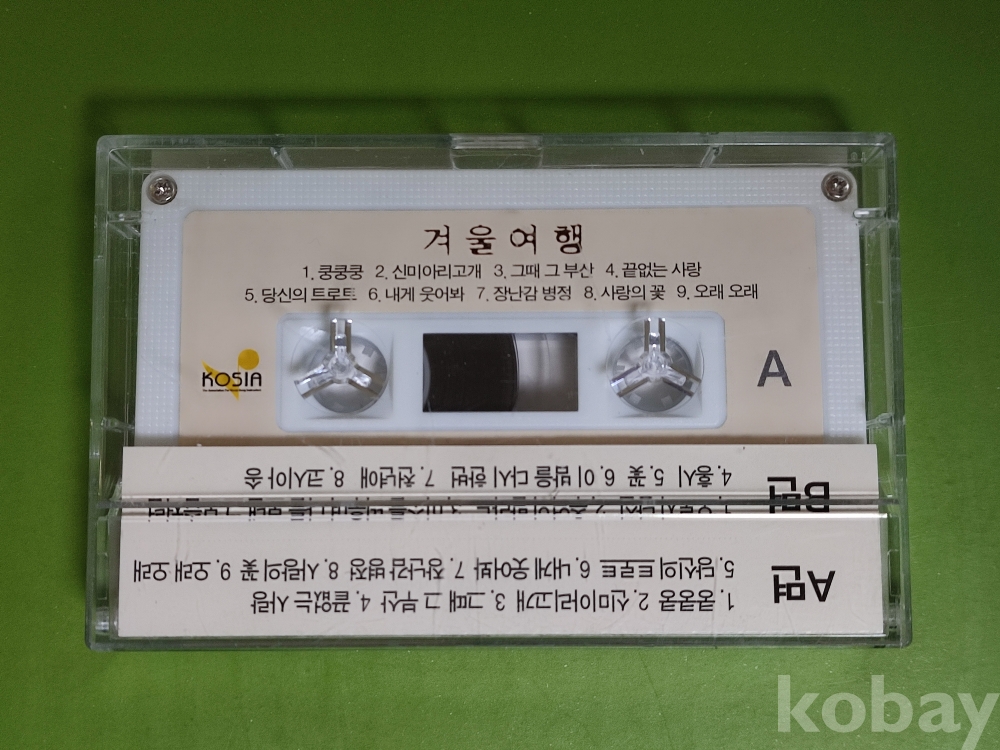 겨울여행
1. 쿵쿵쿵 2. 신미아리고개 3. 그때 그 부산 4. 끝없는 사랑
5. 당신의 트로트 6. 내게 웃어봐 7. 장난감 병정 8. 사랑의 꽃 9. 오래 오래
KOSIA
A
B면
4. 홍시 5. 꽃 6. 이 밤을 다시 한번 7. 천년애 8. 코시아 송
A면
1. 쿵쿵쿵 2. 신미아리고개 3. 그때 그 부산 4. 끝없는 사랑
5. 당신의 트로트 6. 내게 웃어봐 7. 장난감 병정 8. 사랑의 꽃 9. 오래 오래
kobay